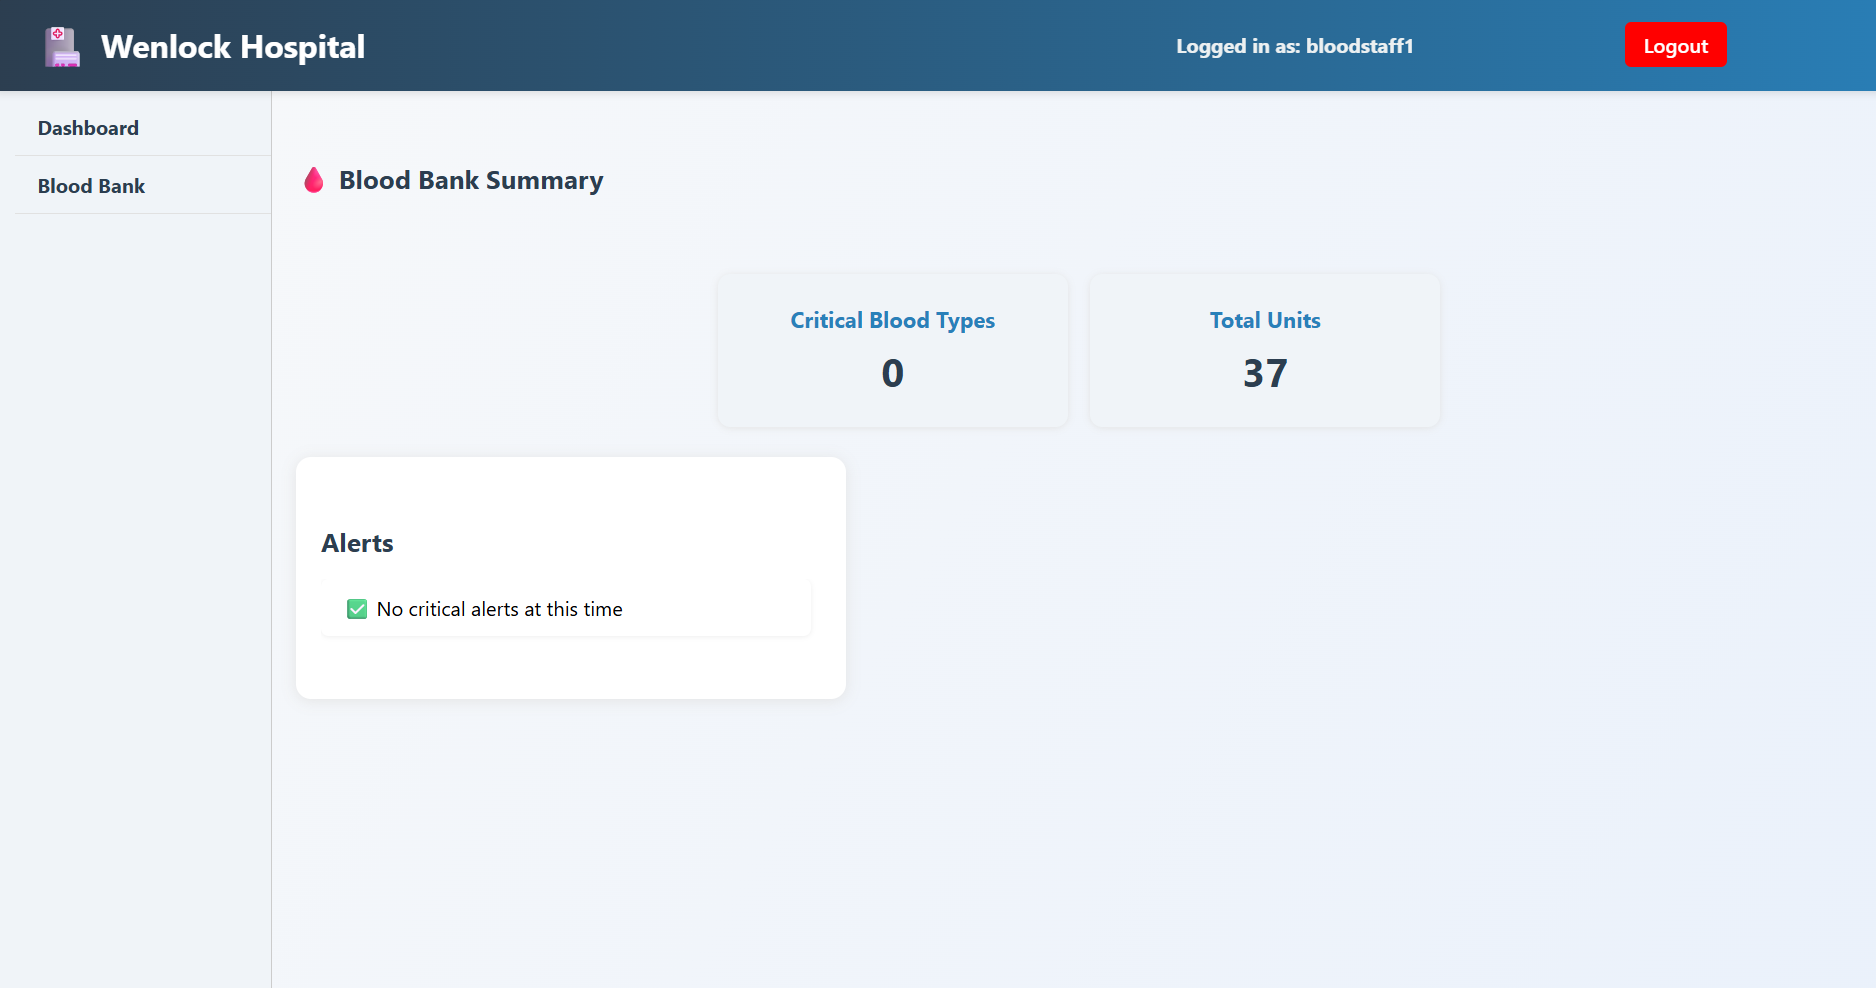 Wenlock Hospital
Logged in as: bloodstaff1
Logout
Dashboard
Blood Bank
Blood Bank Summary
Critical Blood Types
0
Total Units
37
Alerts
No critical alerts at this time